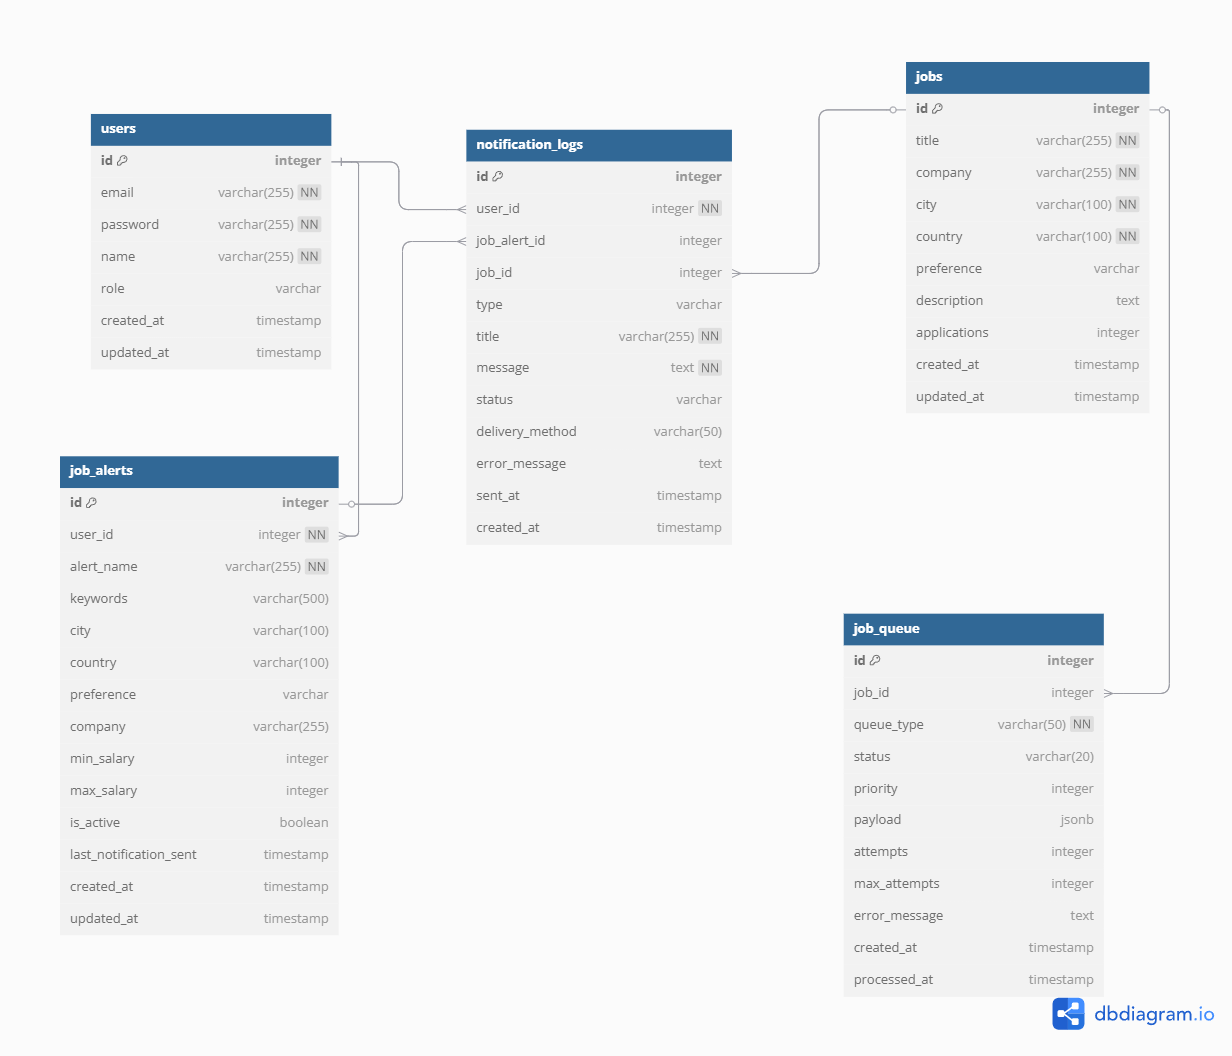 users
id integer
email varchar(255) NN
password varchar(255) NN
name varchar(255) NN
role varchar
created_at timestamp
updated_at timestamp
notification_logs
id integer
user_id integer NN
job_alert_id integer
job_id integer
type varchar
title varchar(255) NN
message text NN
status varchar
delivery_method varchar(50)
error_message text
sent_at timestamp
created_at timestamp
jobs
id integer
title varchar(255) NN
company varchar(255) NN
city varchar(100) NN
country varchar(100) NN
preference varchar
description text
applications integer
created_at timestamp
updated_at timestamp
job_alerts
id integer
user_id integer NN
alert_name varchar(255) NN
keywords varchar(500)
city varchar(100)
country varchar(100)
preference varchar
company varchar(255)
min_salary integer
max_salary integer
is_active boolean
last_notification_sent timestamp
created_at timestamp
updated_at timestamp
job_queue
id integer
job_id integer
queue_type varchar(50) NN
status varchar(20)
priority integer
payload jsonb
attempts integer
max_attempts integer
error_message text
created_at timestamp
processed_at timestamp
dbdiagram.io